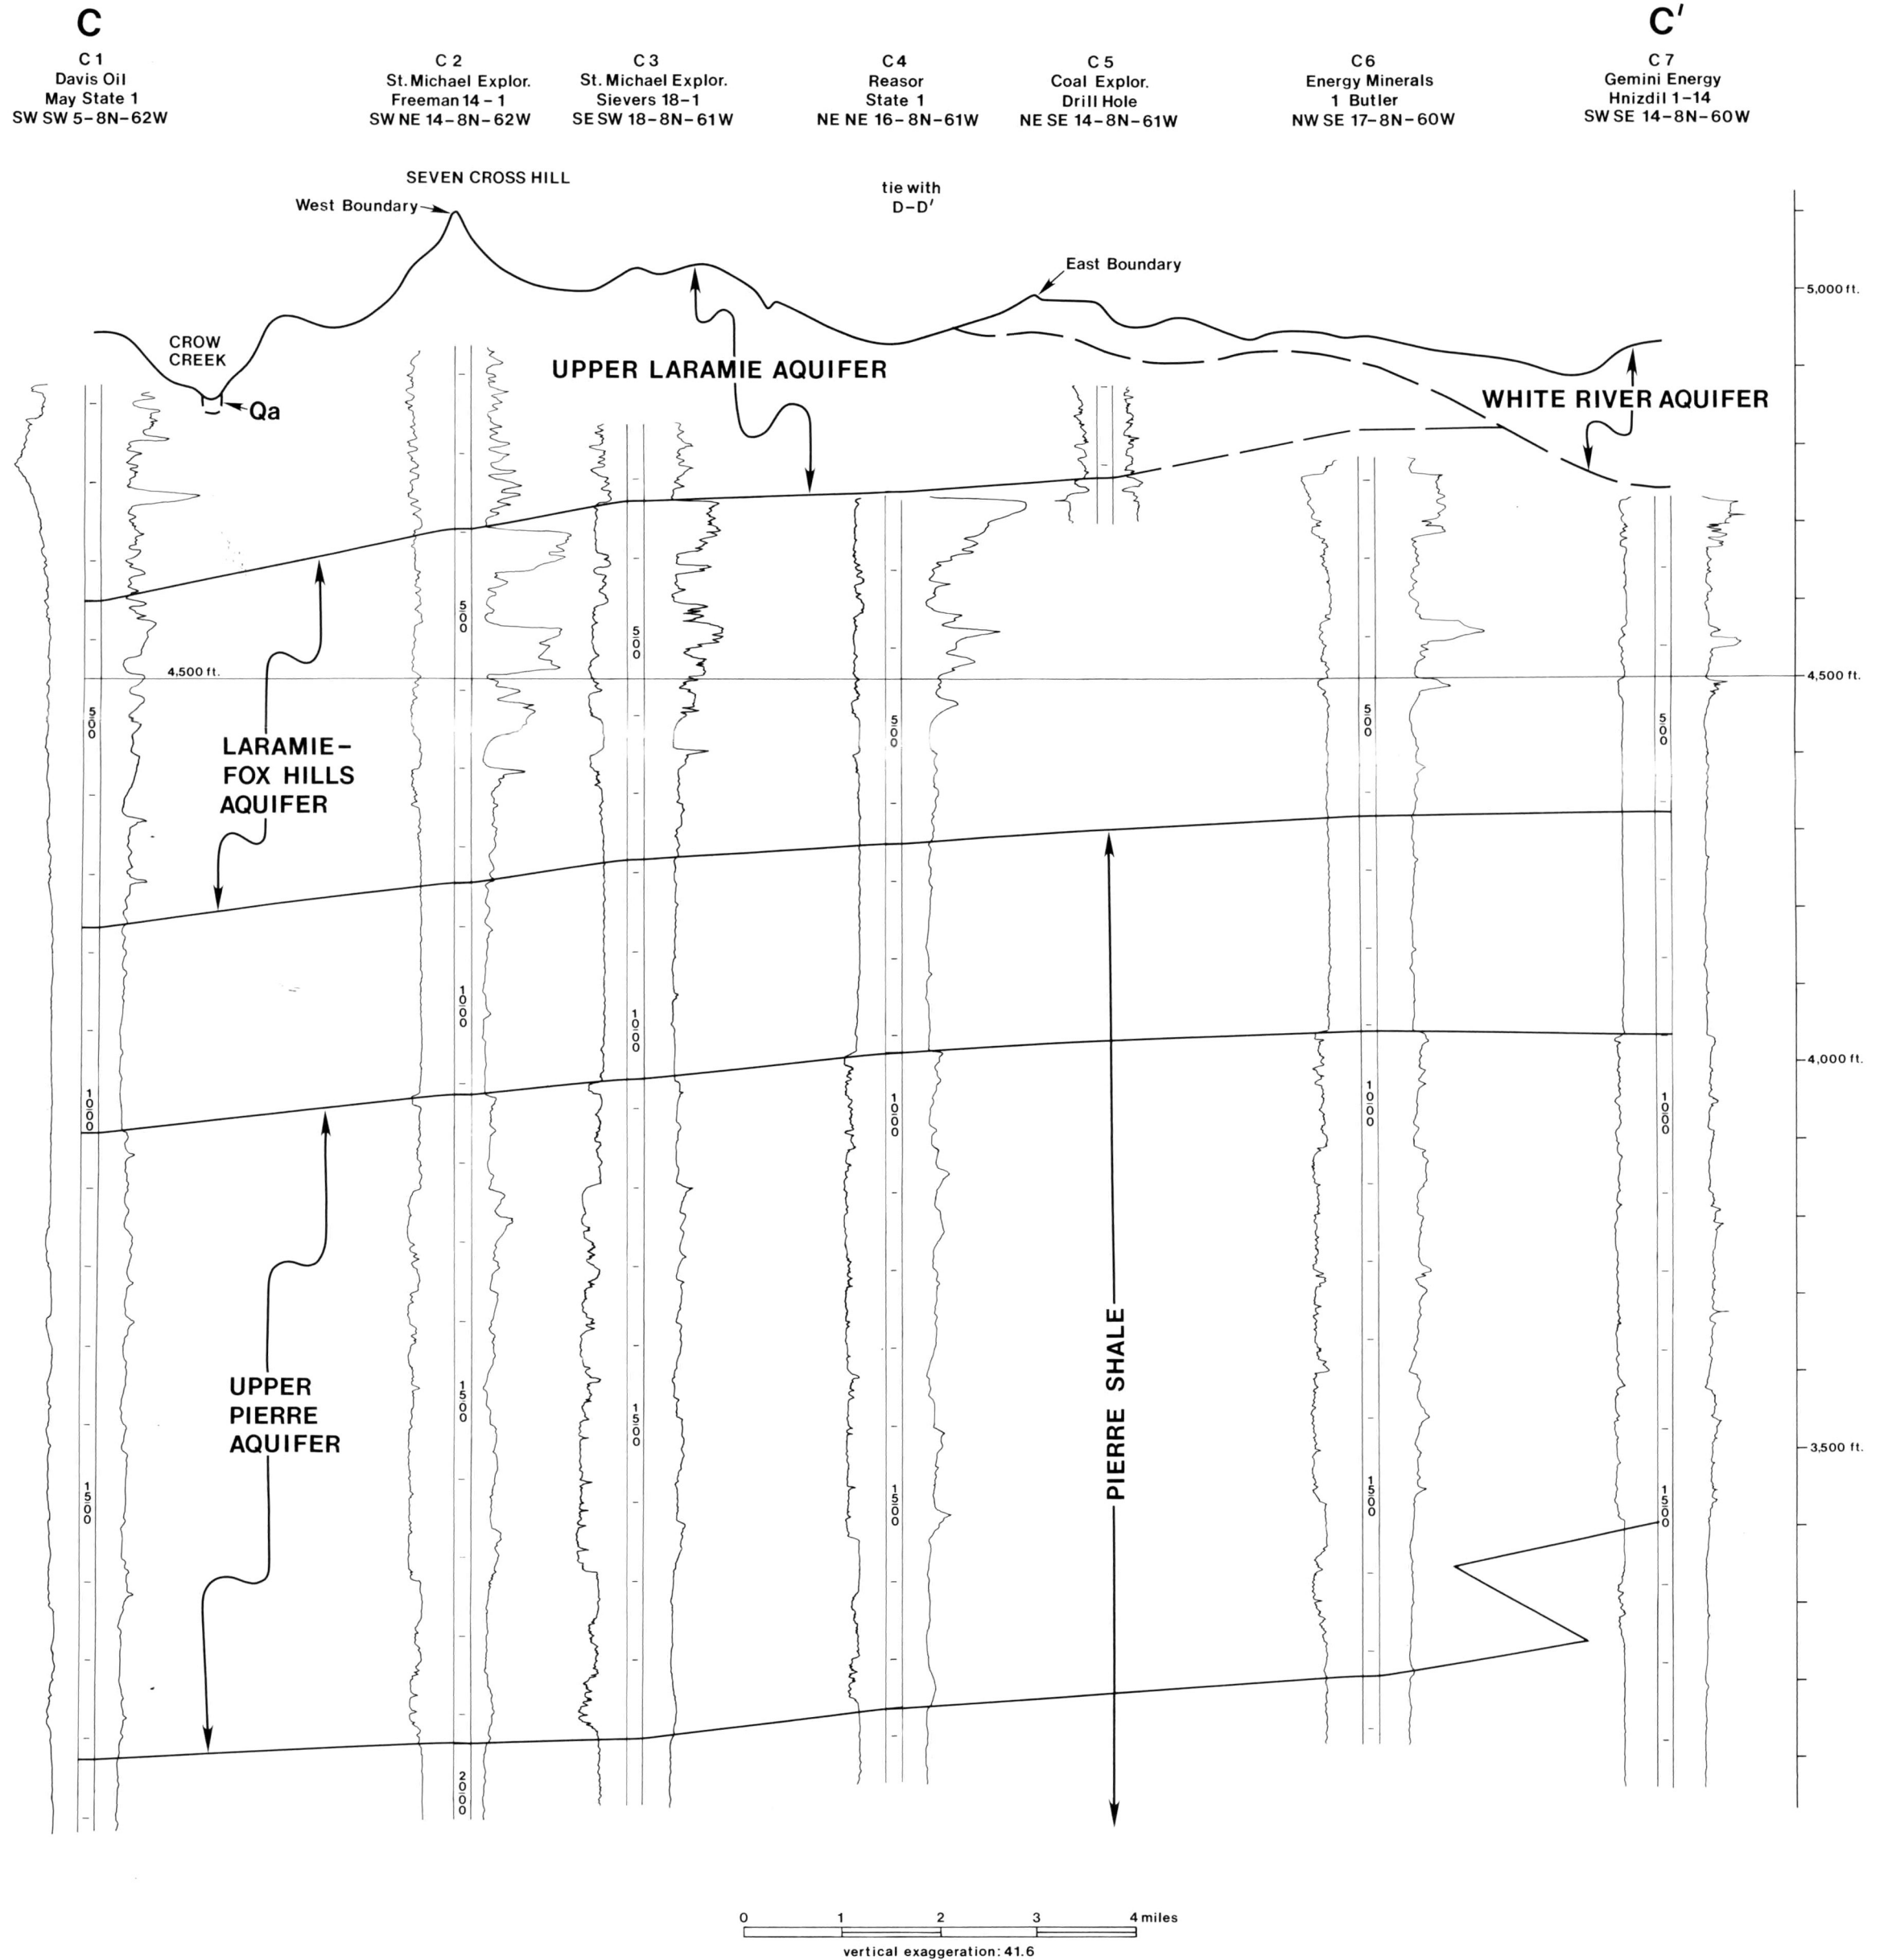 C
C′
C 1
Davis Oil
May State 1
SW SW 5-8N-62W
C 2
St. Michael Explor.
Freeman 14 - 1
SW NE 14-8N-62W
C 3
St. Michael Explor.
Sievers 18-1
SE SW 18-8N-61W
C 4
Reasor
State 1
NE NE 16-8N-61W
C 5
Coal Explor.
Drill Hole
NE SE 14-8N-61W
C 6
Energy Minerals
1 Butler
NW SE 17-8N-60W
C 7
Gemini Energy
Hnizdil 1-14
SW SE 14-8N-60W
SEVEN CROSS HILL
West Boundary
tie with
D-D′
East Boundary
5,000 ft.
CROW
CREEK
Qa
UPPER LARAMIE AQUIFER
WHITE RIVER AQUIFER
4,500 ft.
4,500 ft.
500
500
500
500
500
500
LARAMIE-
FOX HILLS
AQUIFER
1000
1000
1000
1000
1000
1000
4,000 ft.
UPPER
PIERRE
AQUIFER
PIERRE SHALE
3,500 ft.
1500
1500
1500
1500
1500
1500
2000
0 1 2 3 4 miles
vertical exaggeration: 41.6